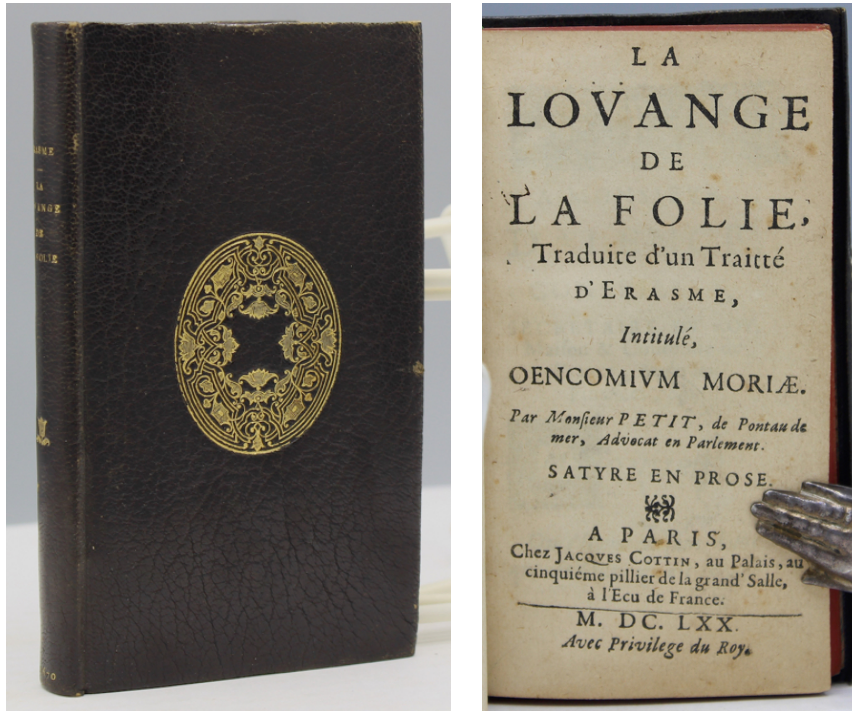 LA
LOVANGE
DE
LA FOLIE,
Traduite d'un Traitté
D'ERASME,
Intitulé,
OENCOMIVM MORIÆ.
Par Monsieur PETIT, de Pontaude
mer, Advocat en Parlement.
SATYRE EN PROSE.
A PARIS,
Chez JACQVES COTTIN, au Palais, au
cinquiéme pillier de la grand' Salle,
à l'Ecu de France.
M. DC. LXX.
Avec Privilege du Roy.